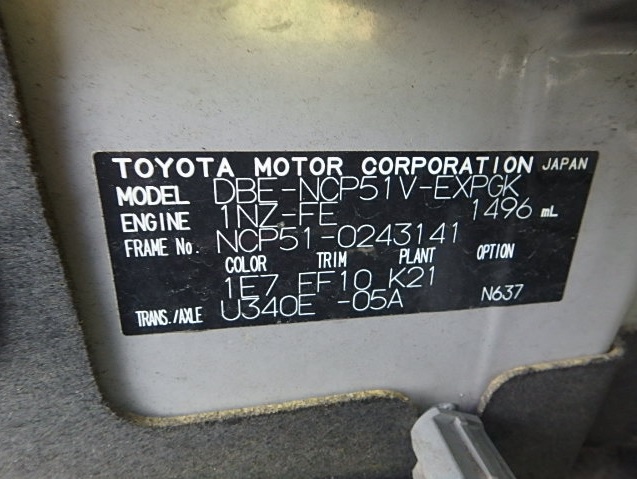 TOYOTA MOTOR CORPORATION JAPAN
MODEL DBE-NCP51V-EXPGK
ENGINE 1NZ-FE 1496 mL
FRAME No. NCP51-0243141
COLOR TRIM PLANT OPTION
1E7 FF10 K21
TRANS./AXLE U340E -05A N637